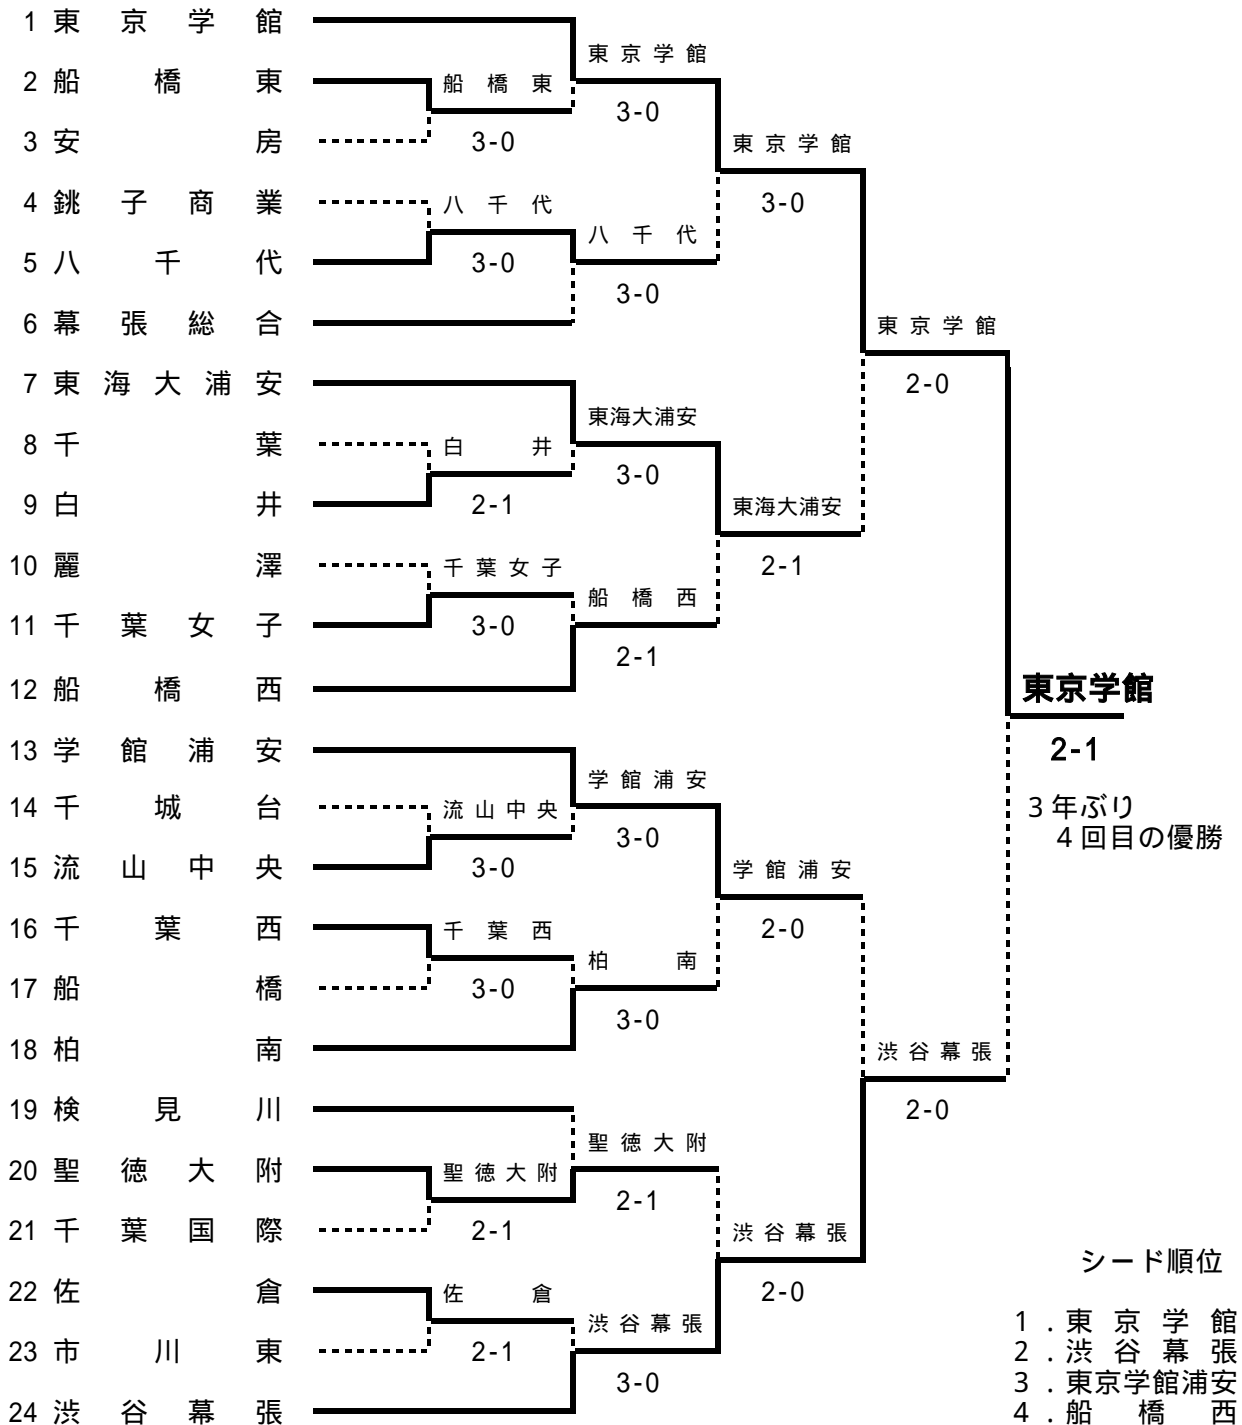 1 東京学館
2 船橋東
3 安房
4 銚子商業
5 八千代
6 幕張総合
7 東海大浦安
8 千葉
9 白井
10 麗澤
11 千葉女子
12 船橋西
13 学館浦安
14 千城台
15 流山中央
16 千葉西
17 船橋
18 柏南
19 検見川
20 聖徳大附
21 千葉国際
22 佐倉
23 市川東
24 渋谷幕張
船橋東
3-0
八千代
3-0
白井
2-1
千葉女子
3-0
流山中央
3-0
千葉西
3-0
聖徳大附
2-1
佐倉
2-1
東京学館
3-0
八千代
3-0
東海大浦安
3-0
船橋西
2-1
学館浦安
3-0
柏南
3-0
聖徳大附
2-1
渋谷幕張
3-0
東京学館
3-0
東海大浦安
2-1
学館浦安
2-0
渋谷幕張
2-0
東京学館
2-0
渋谷幕張
2-0
東京学館
2-1
3年ぶり
4回目の優勝
シード順位
1.東京学館
2.渋谷幕張
3.東京学館浦安
4.船橋西